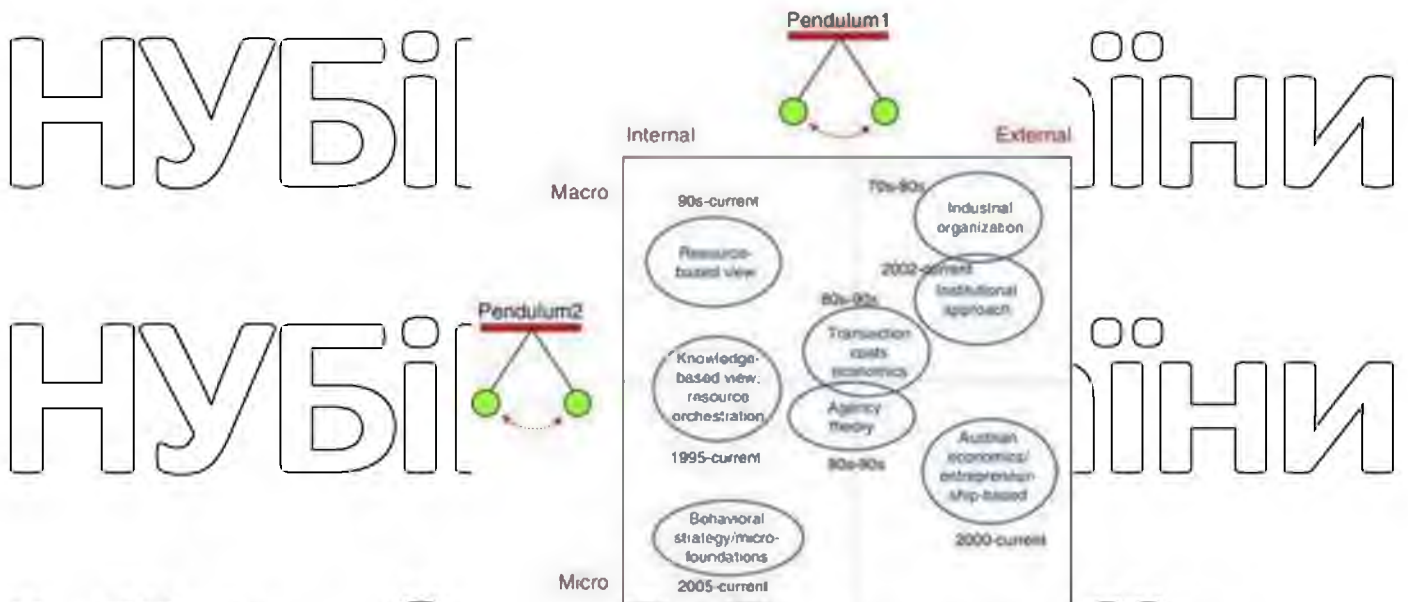 Pendulum1
НУБІ
їни
Internal
External
Macro
70s-80s
90s-current
Industrial
organization
Resource-
based view
2002-current
Institutional
approach
80s-90s
Pendulum2
НУБІ
їни
Transaction
costs
economics
Knowledge-
based view;
resource
orchestration
Agency
theory
1995-current
80s-90s
Austrian
economics/
entrepreneur-
ship-based
Behavioral
strategy/micro-
foundations
2000-current
Micro
2005-current